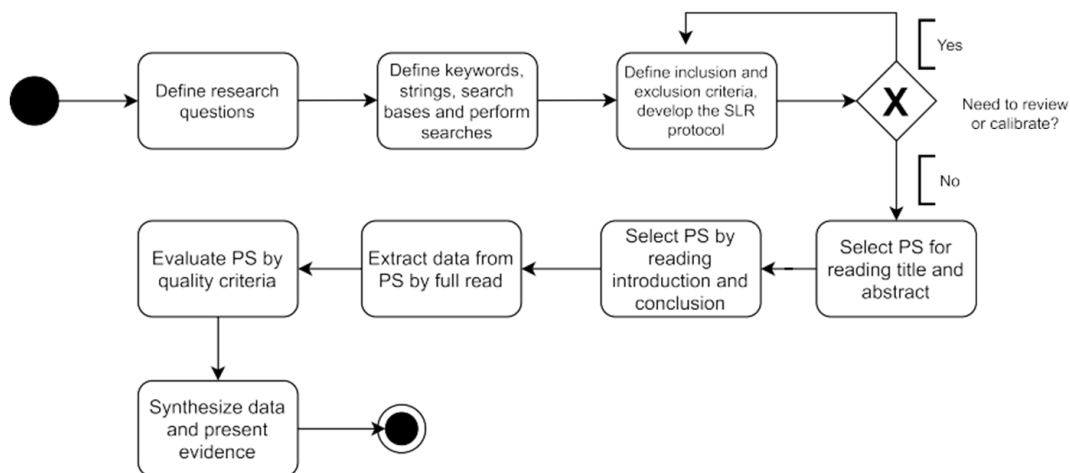 Define research
questions
Define keywords,
strings, search
bases and perform
searches
Define inclusion and
exclusion criteria,
develop the SLR
protocol
X
Yes
Need to review
or calibrate?
No
Select PS for
reading title and
abstract
Select PS by
reading
introduction and
conclusion
Extract data from
PS by full read
Evaluate PS by
quality criteria
Synthesize data
and present
evidence